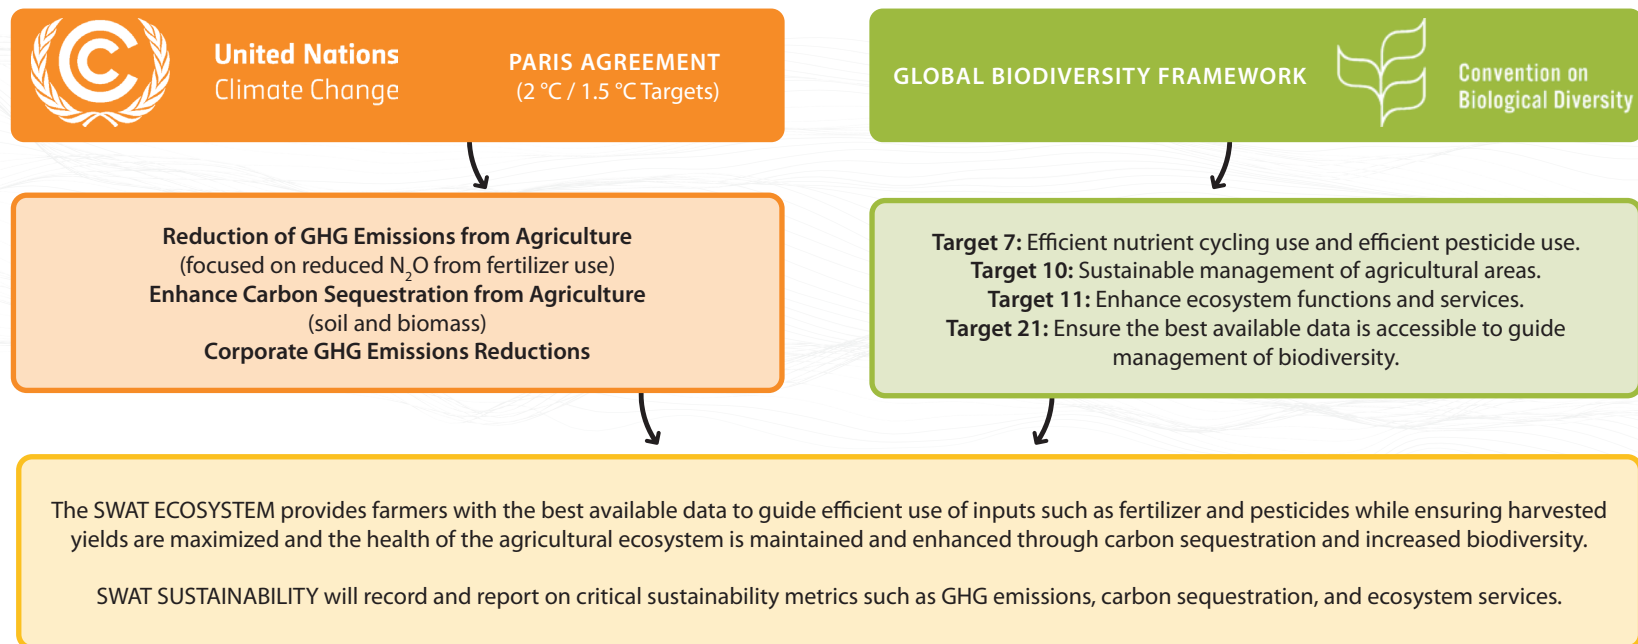 United Nations
Climate Change
PARIS AGREEMENT
(2 °C / 1.5 °C Targets)
GLOBAL BIODIVERSITY FRAMEWORK
Convention on
Biological Diversity
Reduction of GHG Emissions from Agriculture
(focused on reduced N₂O from fertilizer use)
Enhance Carbon Sequestration from Agriculture
(soil and biomass)
Corporate GHG Emissions Reductions
Target 7: Efficient nutrient cycling use and efficient pesticide use.
Target 10: Sustainable management of agricultural areas.
Target 11: Enhance ecosystem functions and services.
Target 21: Ensure the best available data is accessible to guide
management of biodiversity.
The SWAT ECOSYSTEM provides farmers with the best available data to guide efficient use of inputs such as fertilizer and pesticides while ensuring harvested
yields are maximized and the health of the agricultural ecosystem is maintained and enhanced through carbon sequestration and increased biodiversity.
SWAT SUSTAINABILITY will record and report on critical sustainability metrics such as GHG emissions, carbon sequestration, and ecosystem services.